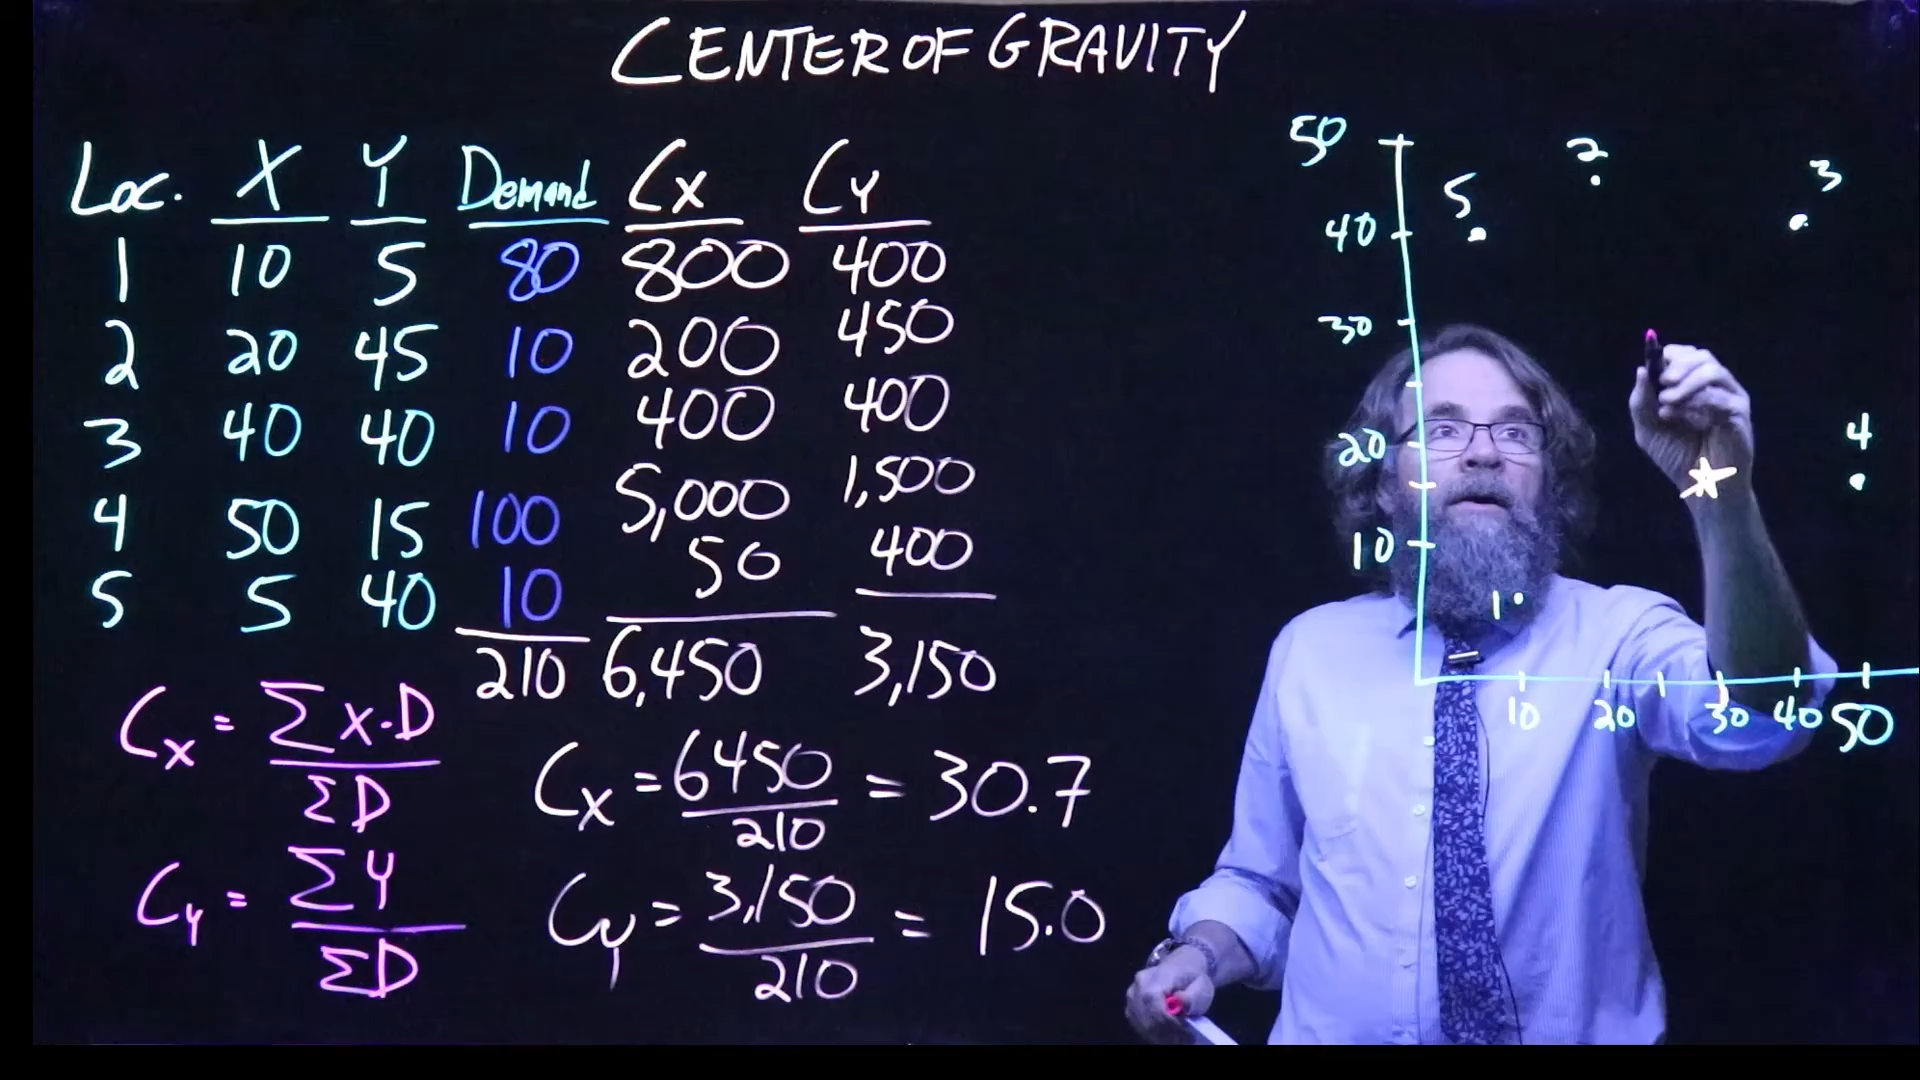 CENTER OF GRAVITY
Loc. X Y Demand Cx Cy
1 10 5 80 800 400
2 20 45 10 200 450
3 40 40 10 400 400
4 50 15 100 5,000 1,500
5 5 40 10 50 400
210 6,450 3,150
Cx = ΣX·D / ΣD
Cy = ΣY / ΣD
Cx = 6450 / 210 = 30.7
Cy = 3,150 / 210 = 15.0
50
40
30
20
10
10 20 30 40 50
5
2
3
4
1